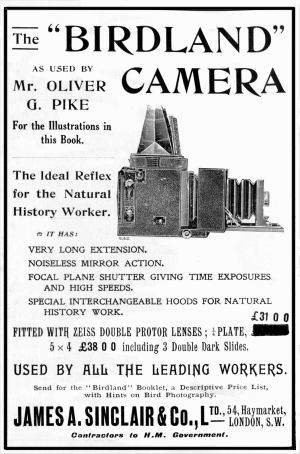 The "BIRDLAND"
AS USED BY
CAMERA
Mr. OLIVER
G. PIKE
For the Illustrations in
this Book.
The Ideal Reflex
for the Natural
History Worker.
IT HAS:
VERY LONG EXTENSION.
NOISELESS MIRROR ACTION.
FOCAL PLANE SHUTTER GIVING TIME EXPOSURES
AND HIGH SPEEDS.
SPECIAL INTERCHANGEABLE HOODS FOR NATURAL
HISTORY WORK.
£31 0 0
FITTED WITH ZEISS DOUBLE PROTOR LENSES; ¼ PLATE,
5 × 4 £38 0 0 including 3 Double Dark Slides.
USED BY ALL THE LEADING WORKERS.
Send for the "Birdland" Booklet, a Descriptive Price List,
with Hints on Bird Photography.
JAMES A. SINCLAIR & Co., LTD., 54, Haymarket,
LONDON, S.W.
Contractors to H.M. Government.